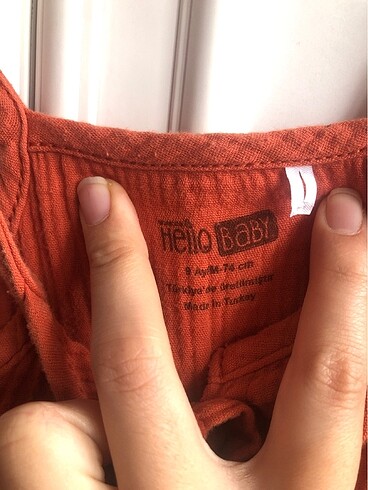 Hello BABY
9 Ay/M-74 cm
Türkiye'de Üretilmiştir
Made in Turkey